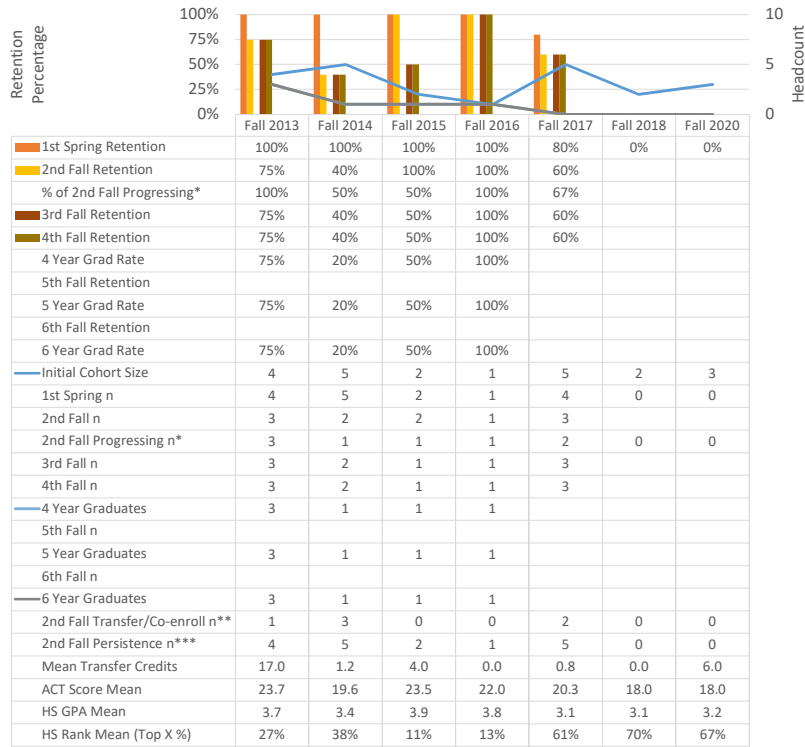 100% 10
75%
50% 5
25%
0% 0
Retention
Percentage
Headcount
Fall 2013 Fall 2014 Fall 2015 Fall 2016 Fall 2017 Fall 2018 Fall 2020
1st Spring Retention 100% 100% 100% 100% 80% 0% 0%
2nd Fall Retention 75% 40% 100% 100% 60%
% of 2nd Fall Progressing* 100% 50% 50% 100% 67%
3rd Fall Retention 75% 40% 50% 100% 60%
4th Fall Retention 75% 40% 50% 100% 60%
4 Year Grad Rate 75% 20% 50% 100%
5th Fall Retention
5 Year Grad Rate 75% 20% 50% 100%
6th Fall Retention
6 Year Grad Rate 75% 20% 50% 100%
Initial Cohort Size 4 5 2 1 5 2 3
1st Spring n 4 5 2 1 4 0 0
2nd Fall n 3 2 2 1 3
2nd Fall Progressing n* 3 1 1 1 2 0 0
3rd Fall n 3 2 1 1 3
4th Fall n 3 2 1 1 3
4 Year Graduates 3 1 1 1
5th Fall n
5 Year Graduates 3 1 1 1
6th Fall n
6 Year Graduates 3 1 1 1
2nd Fall Transfer/Co-enroll n** 1 3 0 0 2 0 0
2nd Fall Persistence n*** 4 5 2 1 5 0 0
Mean Transfer Credits 17.0 1.2 4.0 0.0 0.8 0.0 6.0
ACT Score Mean 23.7 19.6 23.5 22.0 20.3 18.0 18.0
HS GPA Mean 3.7 3.4 3.9 3.8 3.1 3.1 3.2
HS Rank Mean (Top X %) 27% 38% 11% 13% 61% 70% 67%